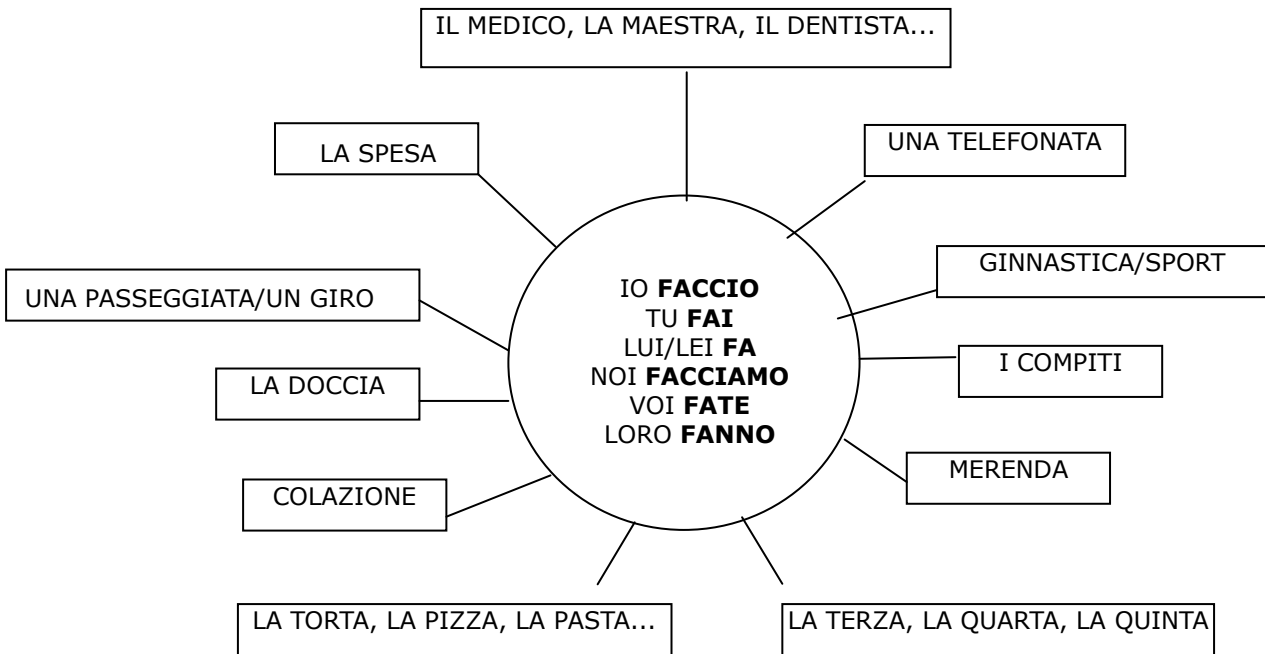 IL MEDICO, LA MAESTRA, IL DENTISTA...
UNA TELEFONATA
LA SPESA
GINNASTICA/SPORT
UNA PASSEGGIATA/UN GIRO
IO FACCIO
TU FAI
LUI/LEI FA
NOI FACCIAMO
VOI FATE
LORO FANNO
I COMPITI
LA DOCCIA
MERENDA
COLAZIONE
LA TORTA, LA PIZZA, LA PASTA...
LA TERZA, LA QUARTA, LA QUINTA